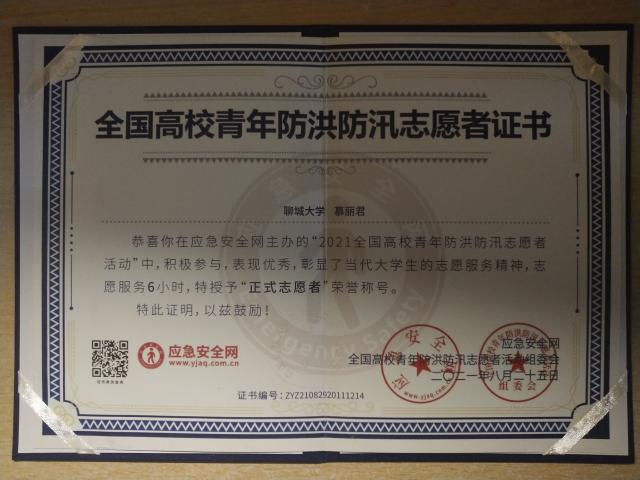 全国高校青年防洪防汛志愿者证书
聊城大学 慕丽君
恭喜你在应急安全网主办的“2021全国高校青年防洪防汛志愿者
活动”中，积极参与，表现优秀，彰显了当代大学生的志愿服务精神，志
愿服务6小时，特授予“正式志愿者”荣誉称号。
特此证明，以兹鼓励！
应急安全网
www.yjaq.com.cn
应急安全网
全国高校青年防洪防汛志愿者活动组委会
二〇二一年八月二十五日
组委会
证书编号：ZYZ21082920111214